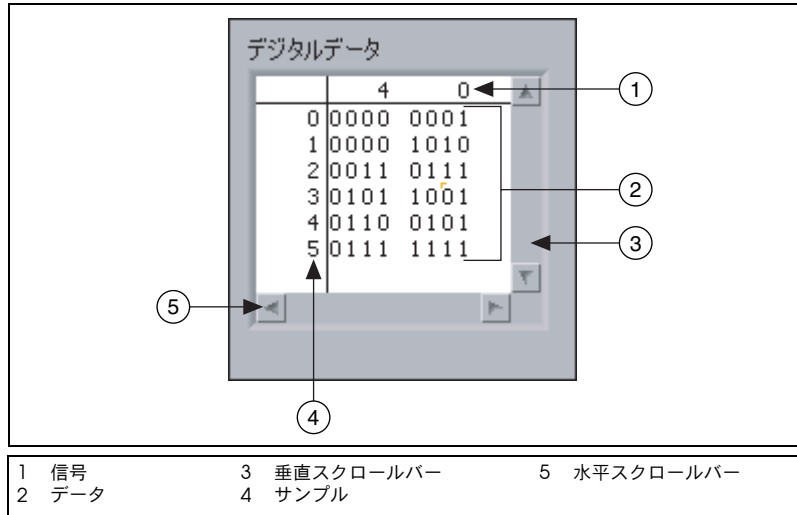 デジタルデータ
4 0
0 0000 0001
1 0000 1010
2 0011 0111
3 0101 1001
4 0110 0101
5 0111 1111
1
2
3
5
4
1 信号 3 垂直スクロールバー 5 水平スクロールバー
2 データ 4 サンプル